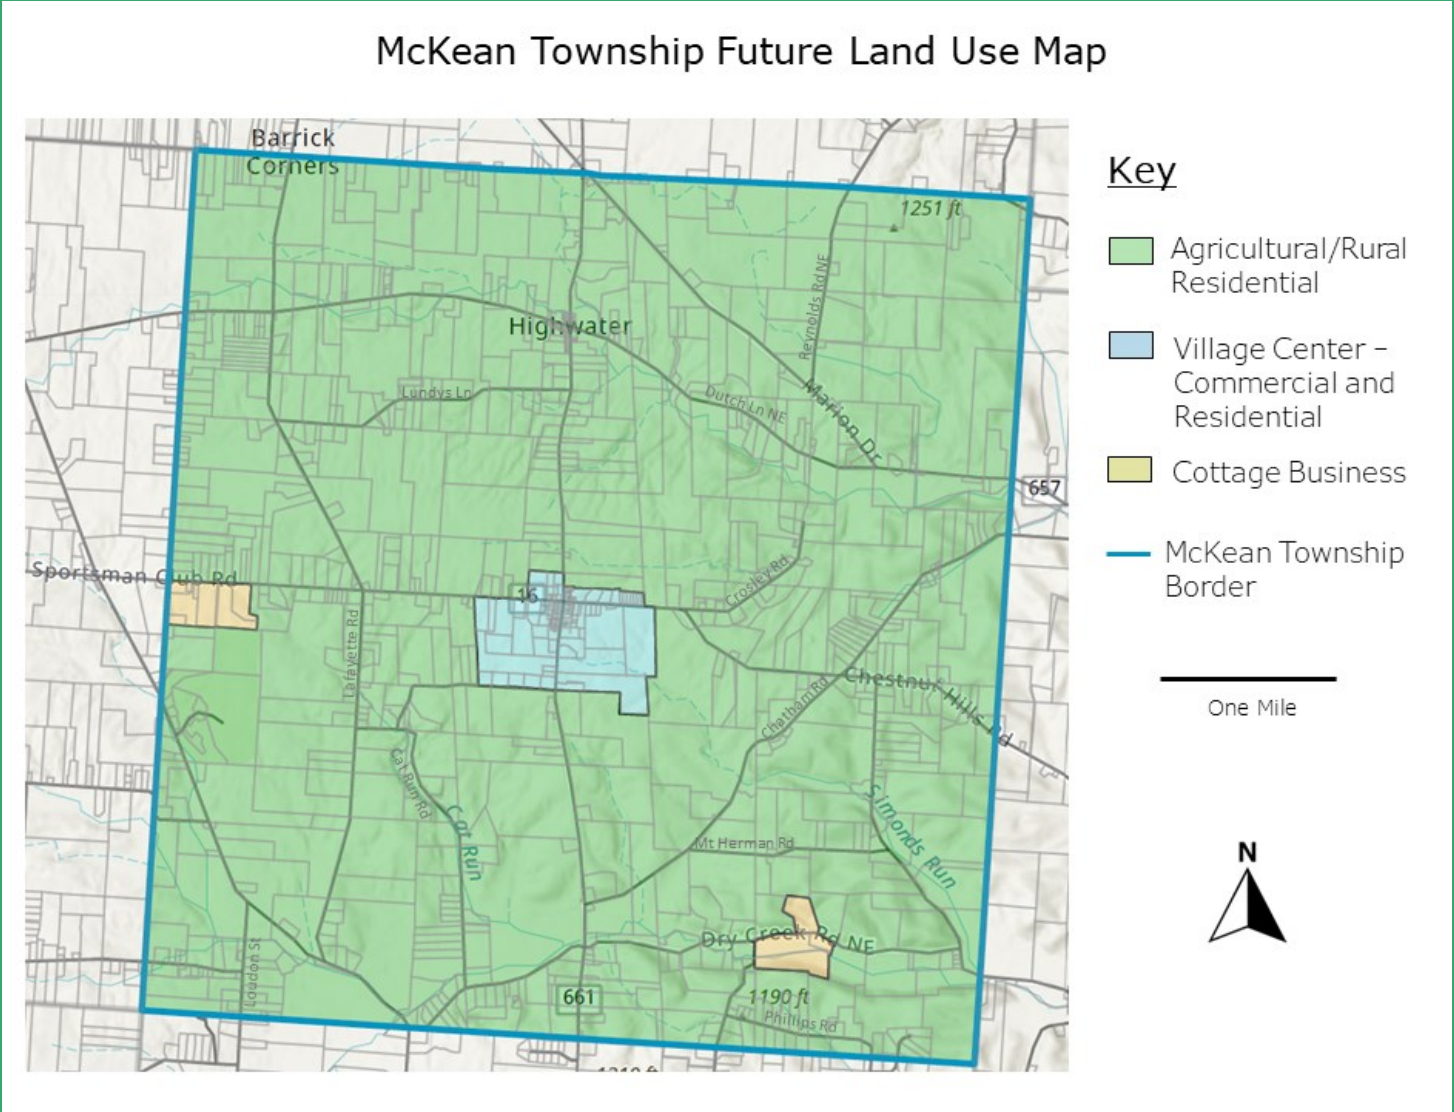 McKean Township Future Land Use Map
Barrick
Corners
1251 ft
Reynolds Rd NE
Highwater
Lundys Ln
Dutch Ln NE
Marion Dr
657
Sportsman Club Rd
16
Crosley Rd
Lafayette Rd
Chestnut Hills Rd
Chatham Rd
Cat Run Rd
Cat Run
Simonds Run
Mt Herman Rd
Dry Creek Rd NE
Loudon St
661
1190 ft
Phillips Rd
Key
Agricultural/Rural
Residential
Village Center –
Commercial and
Residential
Cottage Business
McKean Township
Border
One Mile
N